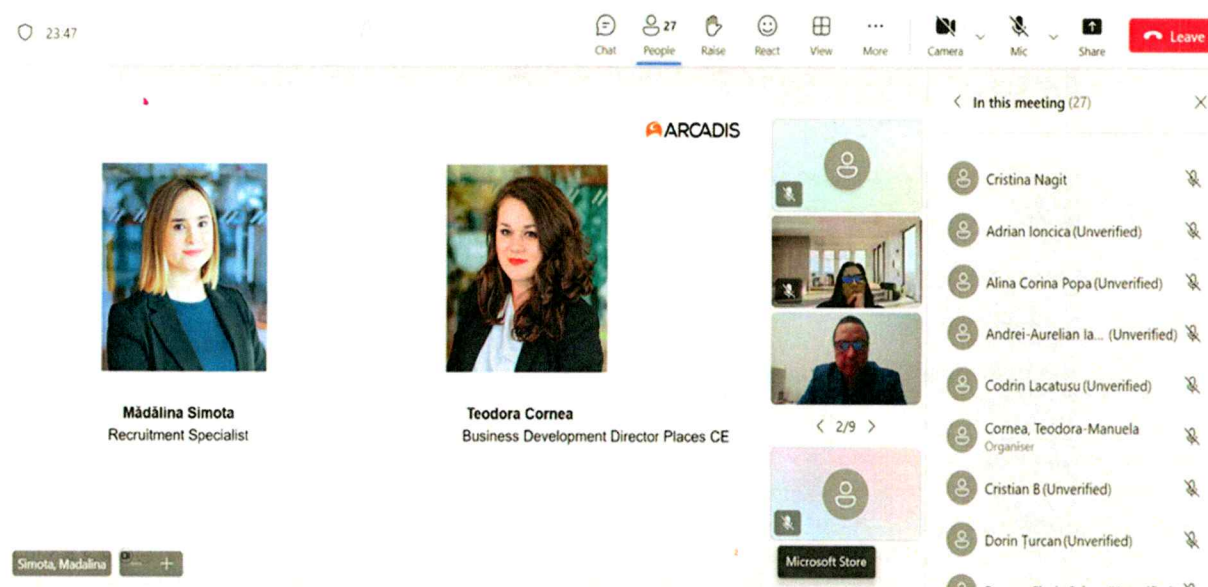 23:47
27
Chat
People
Raise
React
View
More
Camera
Mic
Share
Leave
ARCADIS
Mădălina Simota
Recruitment Specialist
Teodora Cornea
Business Development Director Places CE
2/9
Microsoft Store
Simota, Madalina
In this meeting (27)
Cristina Nagit
Adrian Ioncica (Unverified)
Alina Corina Popa (Unverified)
Andrei-Aurelian Ia... (Unverified)
Codrin Lacatusu (Unverified)
Cornea, Teodora-Manuela
Organiser
Cristian B (Unverified)
Dorin Țurcan (Unverified)